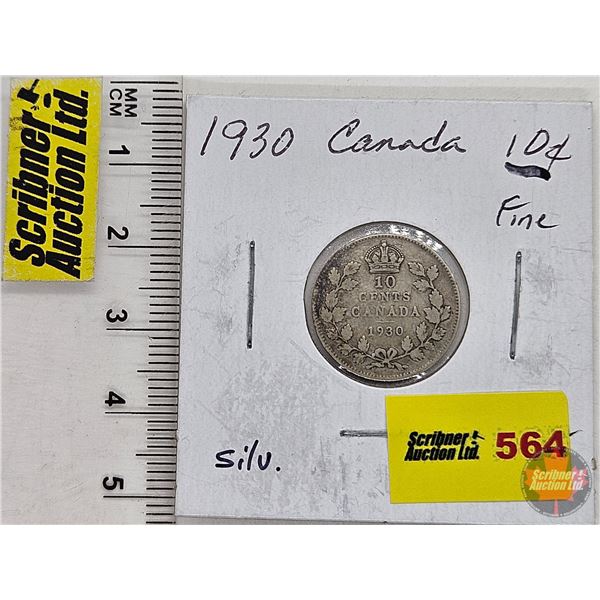 Scribner
Auction Ltd.
MM
CM
1
2
3
4
5
1930 Canada 10¢
Fine
10
CENTS
CANADA
1930
Silv.
Scribner
Auction Ltd.
564
Scribner
Auction Ltd.